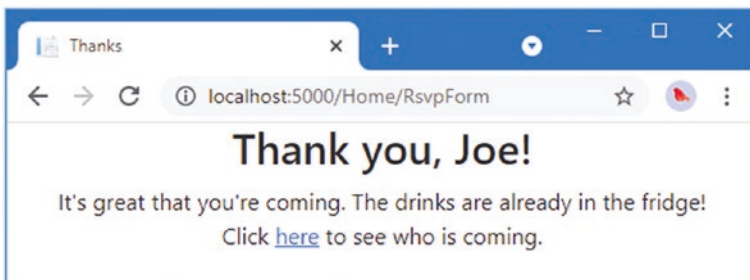 Thanks
localhost:5000/Home/RsvpForm
Thank you, Joe!
It's great that you're coming. The drinks are already in the fridge!
Click here to see who is coming.